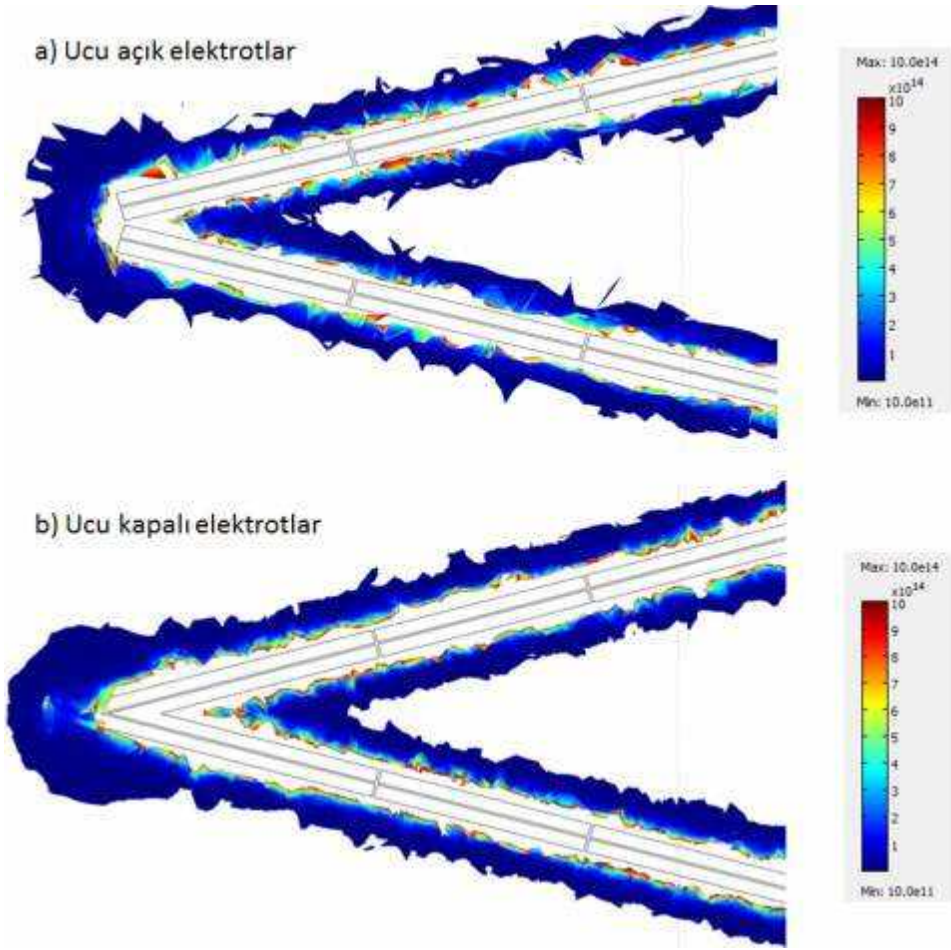 a) Ucu açık elektrotlar
Max: 10.0e14
x10^14
10
9
8
7
6
5
4
3
2
1
Min: 10.0e11
b) Ucu kapalı elektrotlar
Max: 10.0e14
x10^14
10
9
8
7
6
5
4
3
2
1
Min: 10.0e11